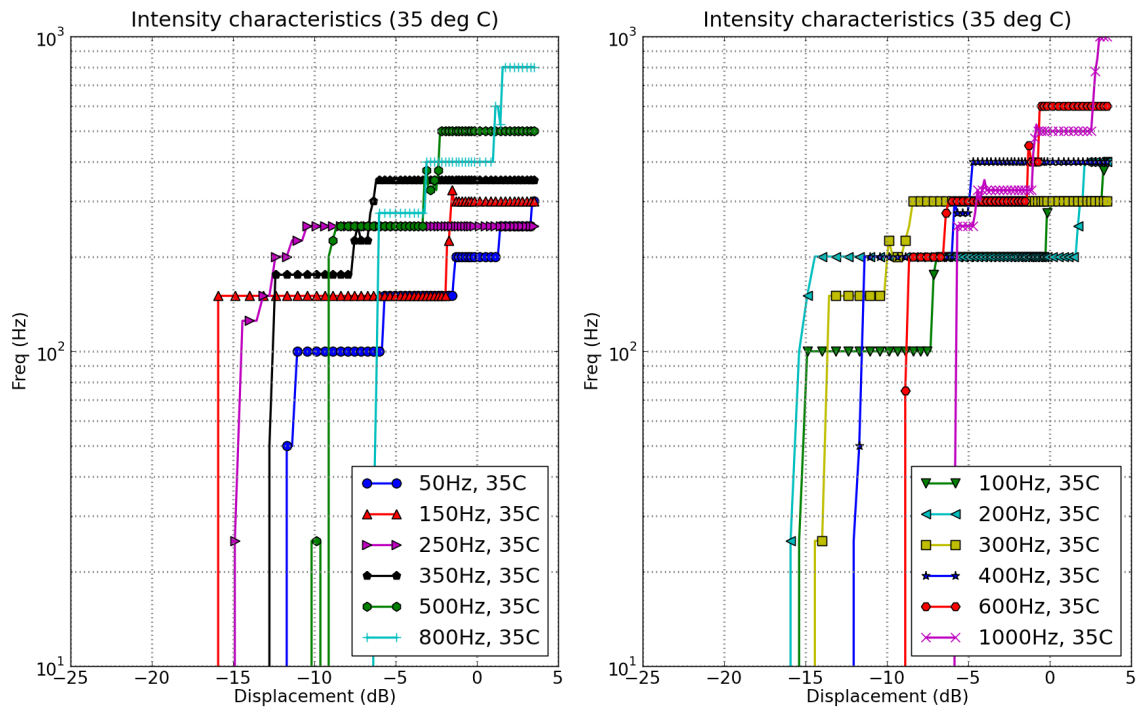 Intensity characteristics (35 deg C)
10³
10²
10¹
Freq (Hz)
−25 −20 −15 −10 −5 0 5
Displacement (dB)
50Hz, 35C
150Hz, 35C
250Hz, 35C
350Hz, 35C
500Hz, 35C
800Hz, 35C
Intensity characteristics (35 deg C)
10³
10²
10¹
Freq (Hz)
−25 −20 −15 −10 −5 0 5
Displacement (dB)
100Hz, 35C
200Hz, 35C
300Hz, 35C
400Hz, 35C
600Hz, 35C
1000Hz, 35C